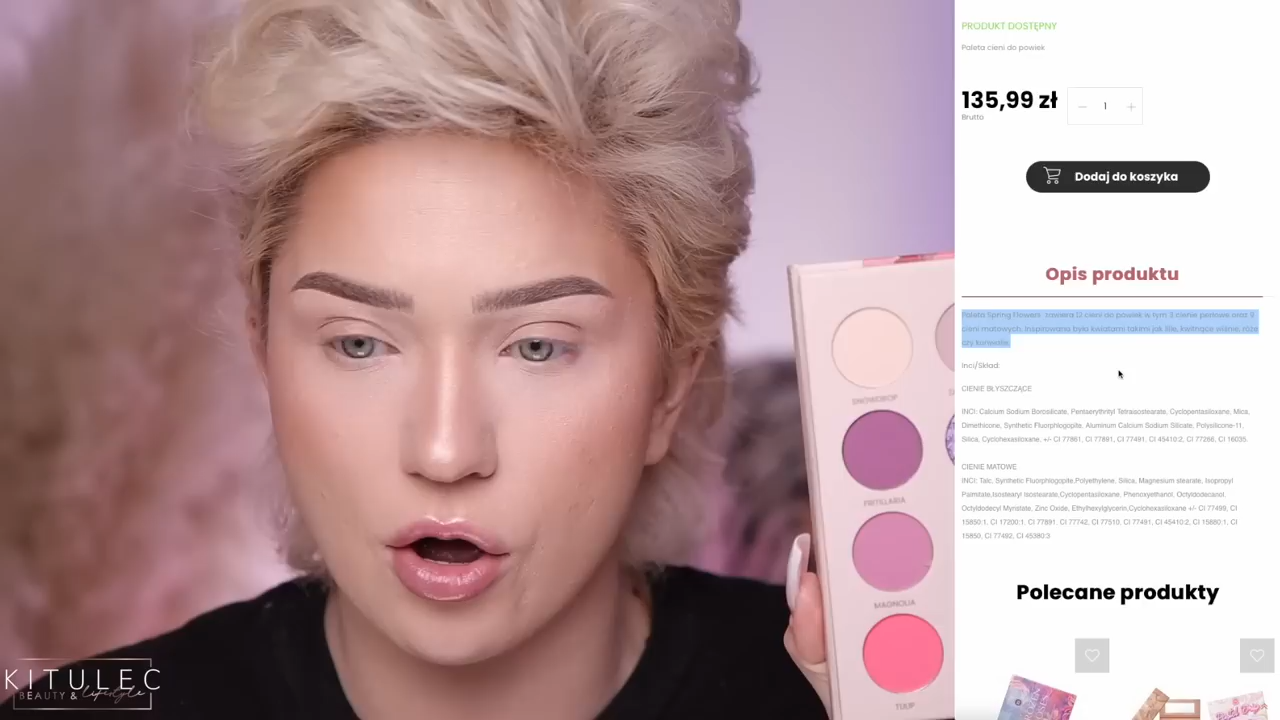 PRODUKT DOSTĘPNY
Paleta cieni do powiek
135,99 zł
1
Brutto
Dodaj do koszyka
Opis produktu
Paleta Spring Flowers zawiera 12 cieni do powiek w tym 3 cienie perłowe oraz 9
cieni matowych. Inspirowana była kwiatami takimi jak lilie, kwitnące wiśnie, róże
czy konwalie.
Inci/Skład:
CIENIE BŁYSZCZĄCE
INCI: Calcium Sodium Borosilicate, Pentaerythrityl Tetraisostearate, Cyclopentasiloxane, Mica,
Dimethicone, Synthetic Fluorphlogopite, Aluminum Calcium Sodium Silicate, Polysilicone-11,
Silica, Cyclohexasiloxane, +/- CI 77861, CI 77891, CI 77491, CI 45410:2, CI 77266, CI 16035.
CIENIE MATOWE
INCI: Talc, Synthetic Fluorphlogopite,Polyethylene, Silica, Magnesium stearate, Isopropyl
Palmitate,Isostearyl Isostearate,Cyclopentasiloxane, Phenoxyethanol, Octyldodecanol,
Octyldodecyl Myristate, Zinc Oxide, Ethylhexylglycerin,Cyclohexasiloxane +/- CI 77499, CI
15850:1, CI 17200:1, CI 77891, CI 77742, CI 77510, CI 77491, CI 45410:2, CI 15880:1, CI
15850, CI 77492, CI 45380:3
Polecane produkty
SNOWDROP
FRITILLARIA
MAGNOLIA
TULIP
KITULEC
BEAUTY & lifestyle